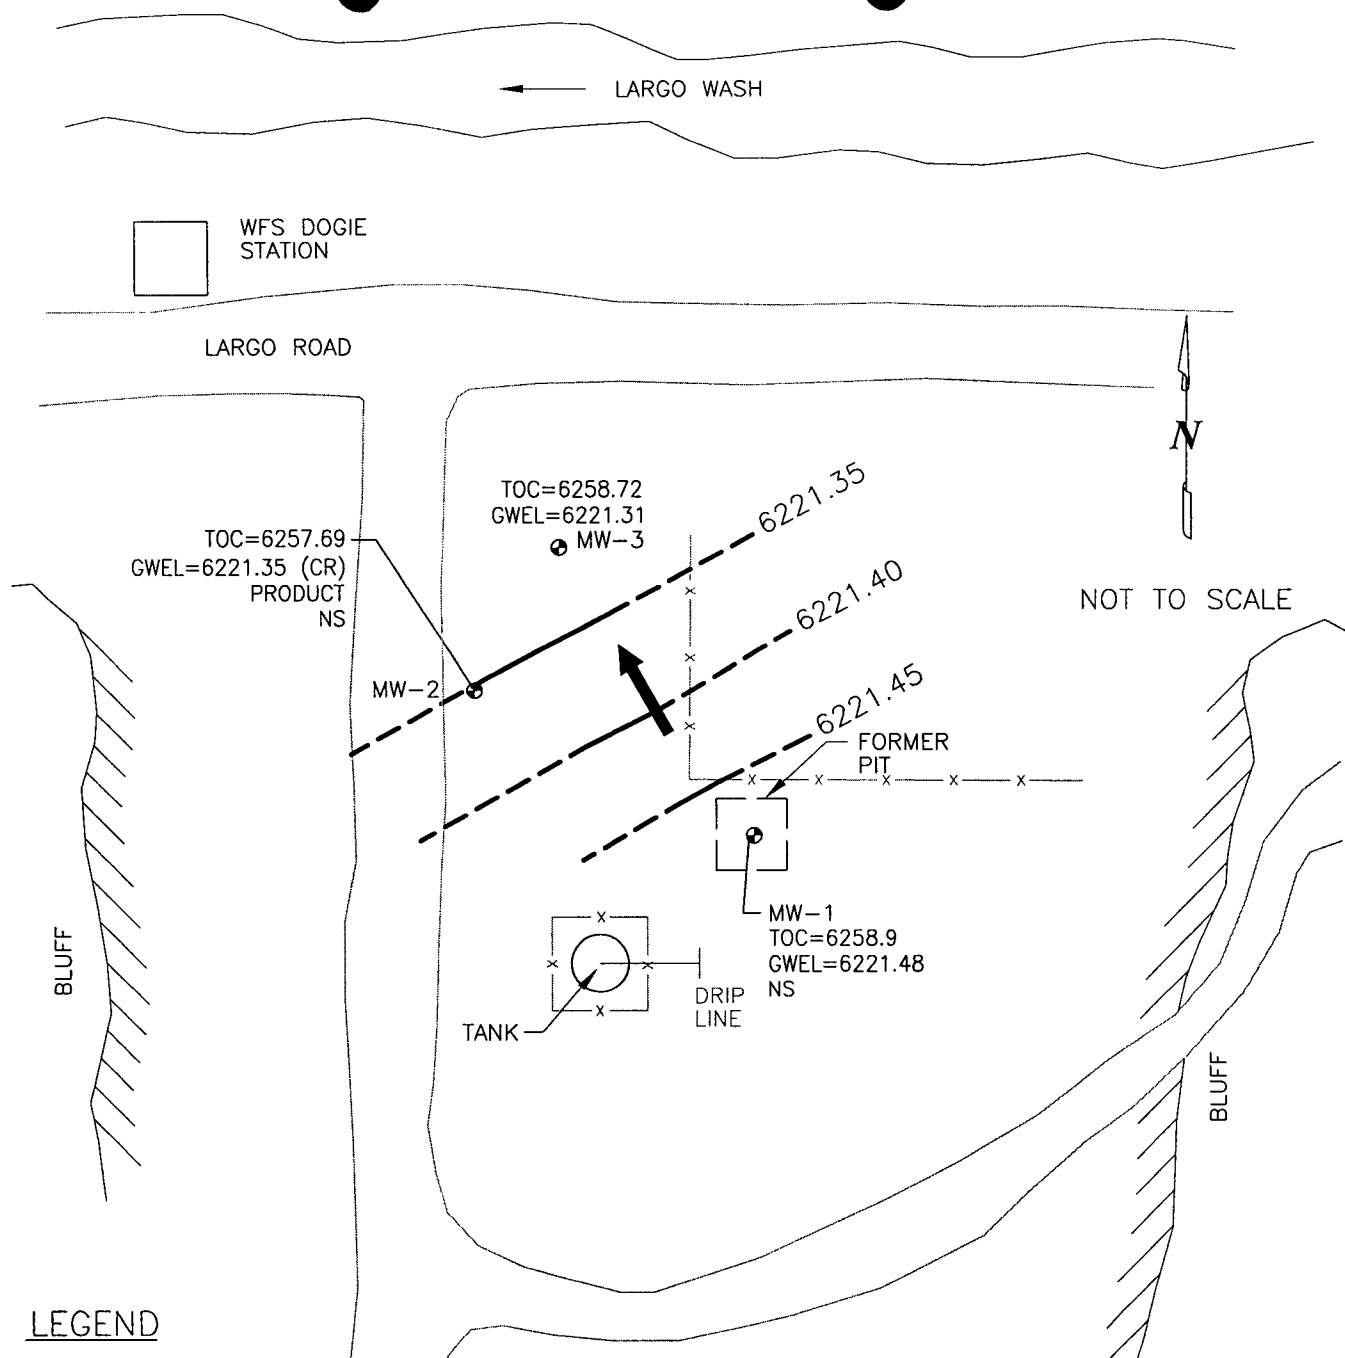 LARGO WASH
WFS DOGIE
STATION
LARGO ROAD
N
TOC=6258.72
GWEL=6221.31
MW-3
TOC=6257.69
GWEL=6221.35 (CR)
PRODUCT
NS
MW-2
6221.35
6221.40
6221.45
NOT TO SCALE
FORMER
PIT
MW-1
TOC=6258.9
GWEL=6221.48
NS
DRIP
LINE
TANK
BLUFF
BLUFF
LEGEND